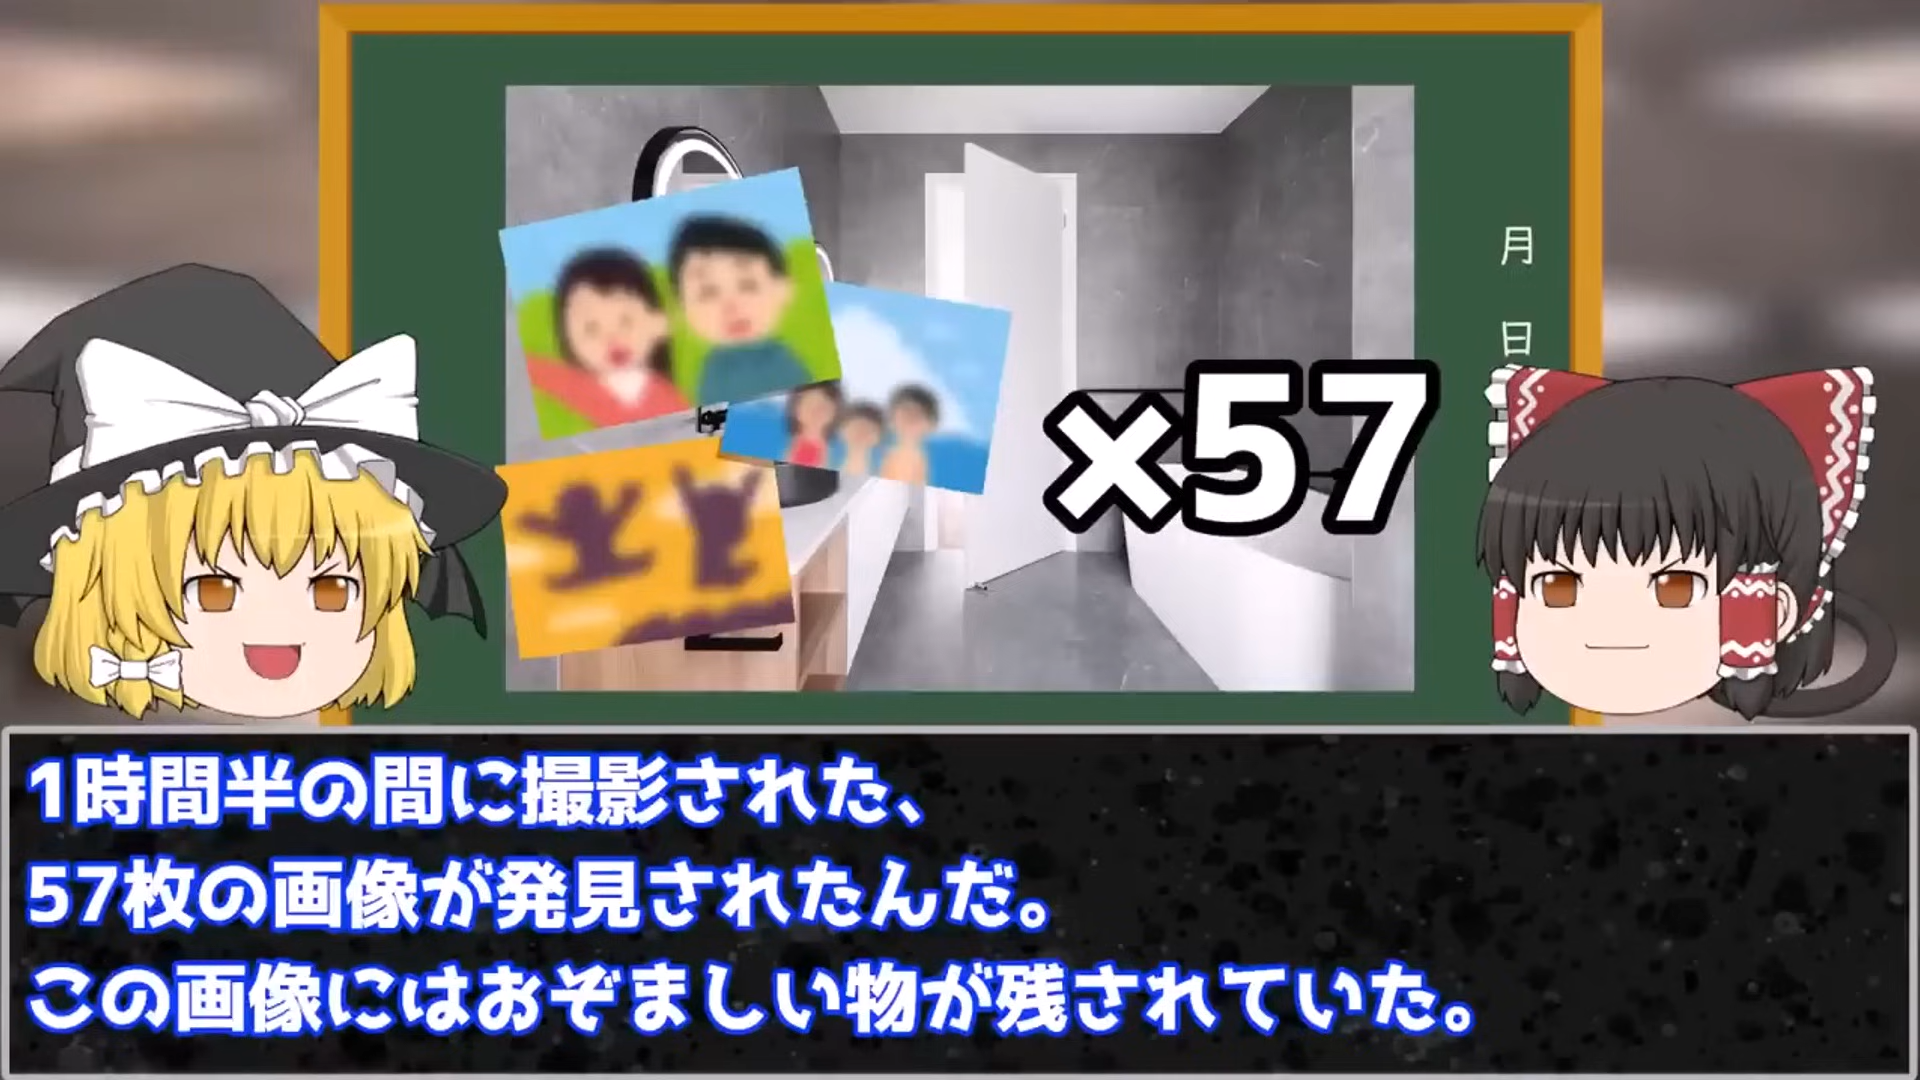 月
日
×57
1時間半の間に撮影された、
57枚の画像が発見されたんだ。
この画像にはおぞましい物が残されていた。